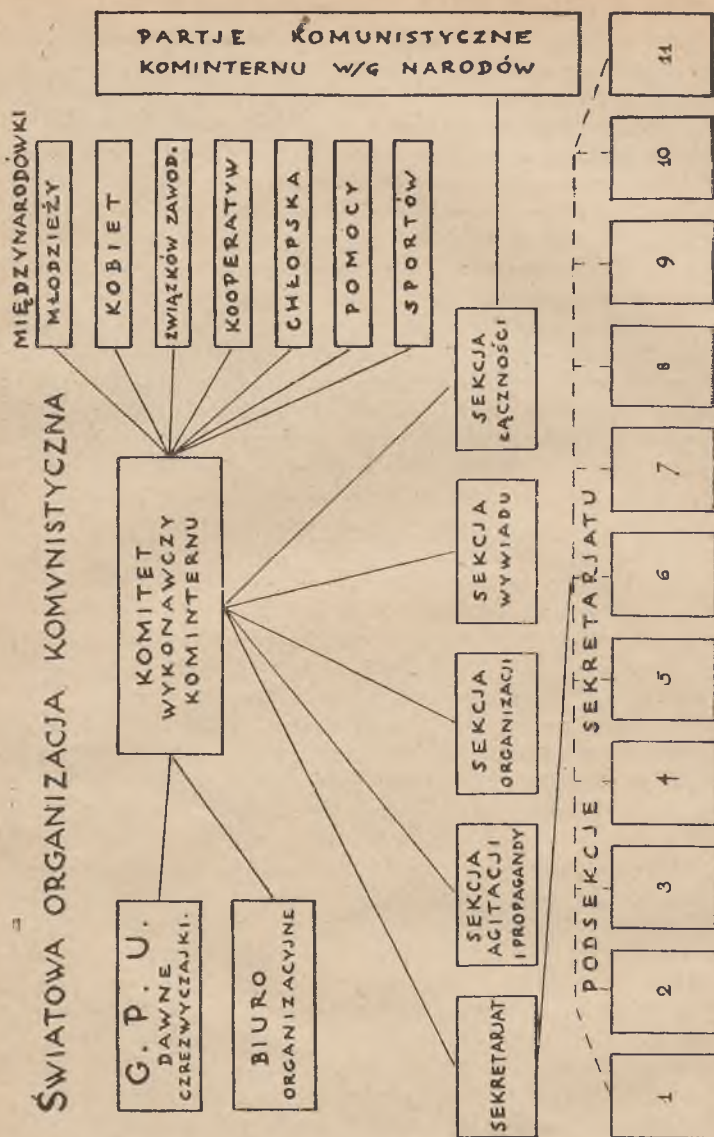 ŚWIATOWA ORGANIZACJA KOMVNISTYCZNA
G. P. U.
DAWNE
CZREZWYCZAJKI.
BIURO
ORGANIZACYJNE
KOMITET
WYKONAWCZY
KOMINTERNU
MIĘDZYNARODÓWKI
MŁODZIEŻY
KOBIET
ZWIĄZKÓW ZAWOD.
KOOPERATYW
CHŁOPSKA
POMOCY
SPORTÓW
PARTJE KOMUNISTYCZNE
KOMINTERNU W/G NARODÓW
SEKRETARJAT
SEKCJA
AGITACJI
I PROPAGANDY
SEKCJA
ORGANIZACJI
SEKCJA
WYWIADU
SEKCJA
ŁĄCZNOŚCI
PODSEKCJE SEKRETARJATU
1 2 3 4 5 6 7 8 9 10 11